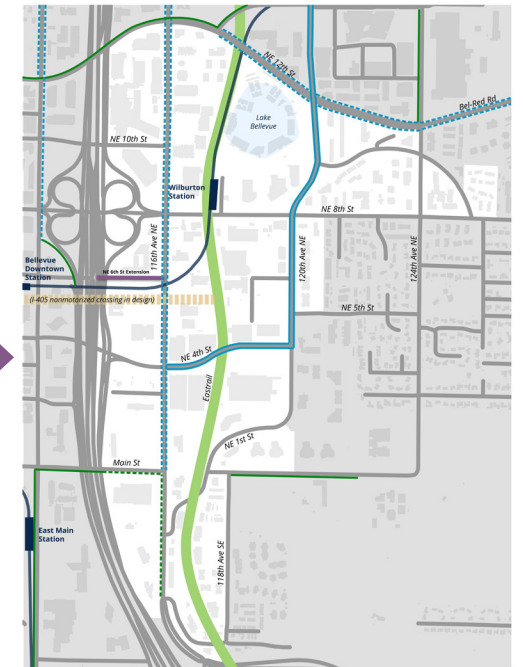 NE 12th St
Bel-Red Rd
Lake
Bellevue
NE 10th St
Wilburton
Station
NE 8th St
116th Ave NE
120th Ave NE
124th Ave NE
Bellevue
Downtown
Station
NE 6th St Extension
(I-405 nonmotorized crossing in design)
NE 5th St
NE 4th St
Eastrail
NE 1st St
Main St
East Main
Station
118th Ave SE